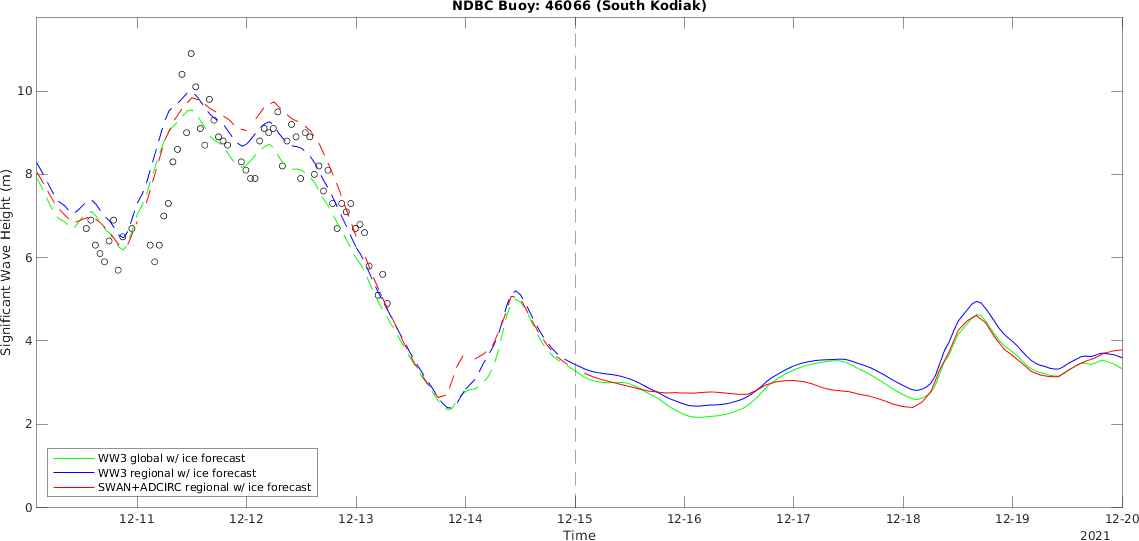 NDBC Buoy: 46066 (South Kodiak)
Significant Wave Height (m)
10
8
6
4
2
0
WW3 global w/ ice forecast
WW3 regional w/ ice forecast
SWAN+ADCIRC regional w/ ice forecast
12-11 12-12 12-13 12-14 12-15 12-16 12-17 12-18 12-19 12-20
Time
2021